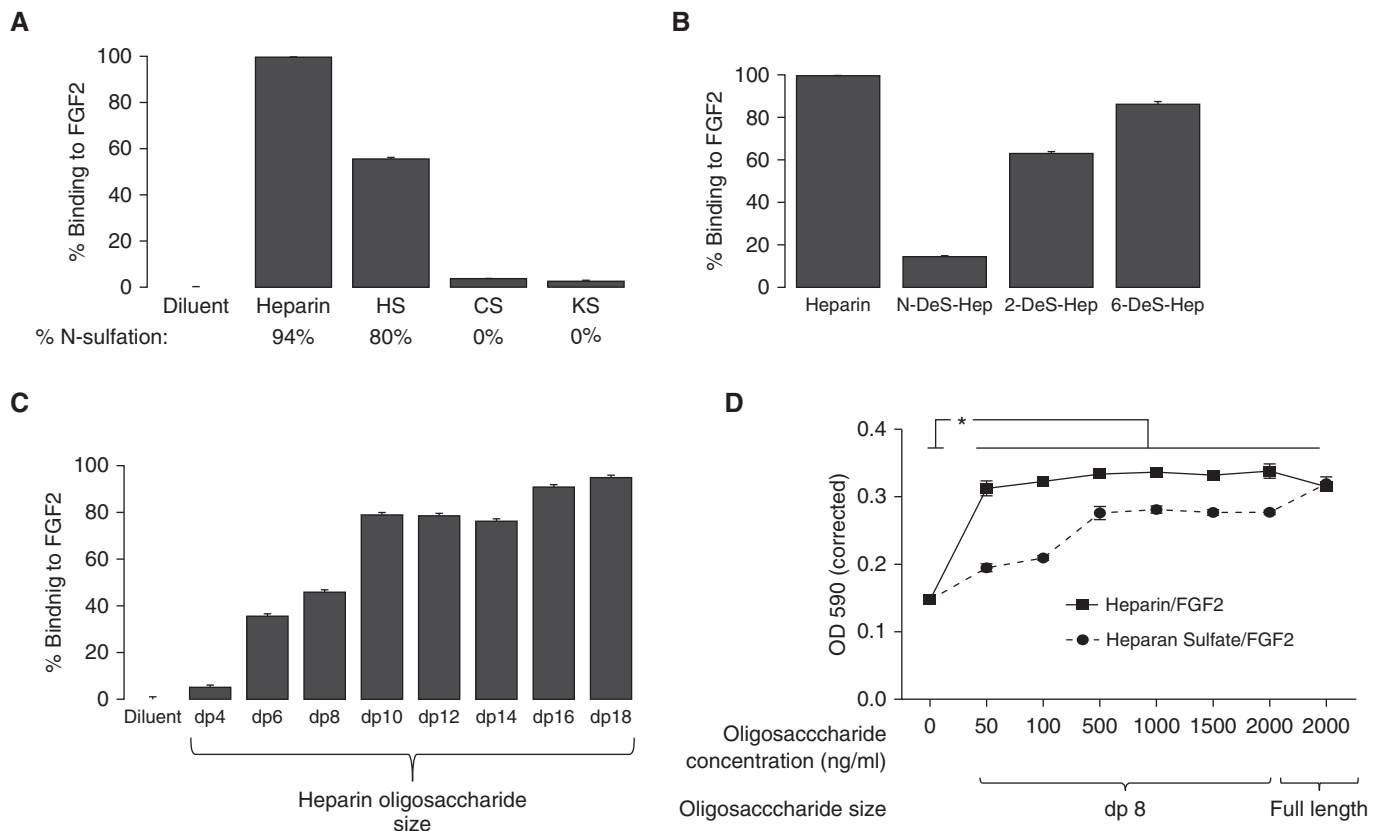 A
% Binding to FGF2
100
80
60
40
20
0
Diluent Heparin HS CS KS
% N-sulfation: 94% 80% 0% 0%
B
% Binding to FGF2
100
80
60
40
20
0
Heparin N-DeS-Hep 2-DeS-Hep 6-DeS-Hep
C
% Bindnig to FGF2
100
80
60
40
20
0
Diluent dp4 dp6 dp8 dp10 dp12 dp14 dp16 dp18
Heparin oligosaccharide
size
D
OD 590 (corrected)
0.4
0.3
0.2
0.1
0.0
*
Heparin/FGF2
Heparan Sulfate/FGF2
0 50 100 500 1000 1500 2000 2000
Oligosacccharide
concentration (ng/ml)
Oligosacccharide size dp 8 Full length